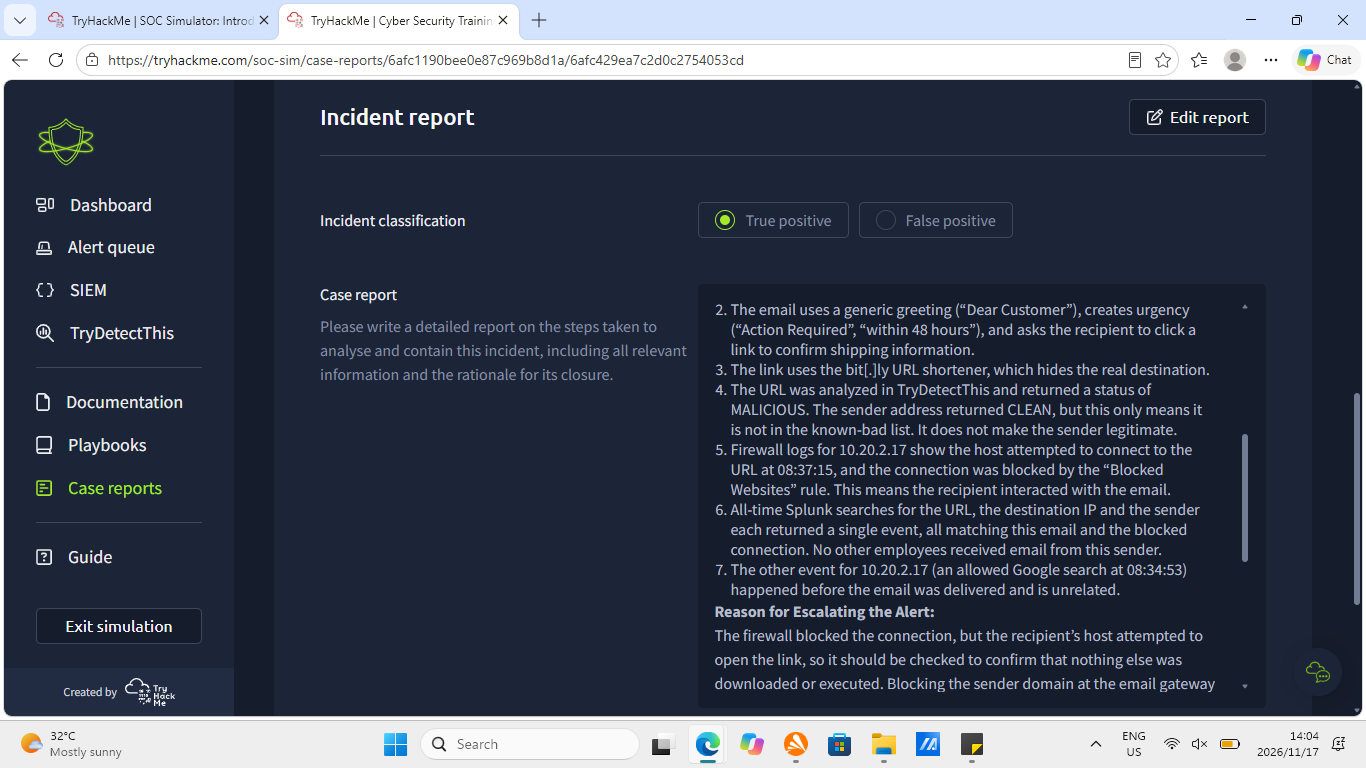 TryHackMe | SOC Simulator: Introd
TryHackMe | Cyber Security Trainin
https://tryhackme.com/soc-sim/case-reports/6afc1190bee0e87c969b8d1a/6afc429ea7c2d0c2754053cd
Chat
Dashboard
Alert queue
SIEM
TryDetectThis
Documentation
Playbooks
Case reports
Guide
Exit simulation
Created by
Try
Hack
Me
Incident report
Edit report
Incident classification
True positive
False positive
Case report
Please write a detailed report on the steps taken to
analyse and contain this incident, including all relevant
information and the rationale for its closure.
2. The email uses a generic greeting (“Dear Customer”), creates urgency
(“Action Required”, “within 48 hours”), and asks the recipient to click a
link to confirm shipping information.
3. The link uses the bit[.]ly URL shortener, which hides the real destination.
4. The URL was analyzed in TryDetectThis and returned a status of
MALICIOUS. The sender address returned CLEAN, but this only means it
is not in the known-bad list. It does not make the sender legitimate.
5. Firewall logs for 10.20.2.17 show the host attempted to connect to the
URL at 08:37:15, and the connection was blocked by the “Blocked
Websites” rule. This means the recipient interacted with the email.
6. All-time Splunk searches for the URL, the destination IP and the sender
each returned a single event, all matching this email and the blocked
connection. No other employees received email from this sender.
7. The other event for 10.20.2.17 (an allowed Google search at 08:34:53)
happened before the email was delivered and is unrelated.
Reason for Escalating the Alert:
The firewall blocked the connection, but the recipient’s host attempted to
open the link, so it should be checked to confirm that nothing else was
downloaded or executed. Blocking the sender domain at the email gateway
32°C
Mostly sunny
Search
ENG
US
14:04
2026/11/17